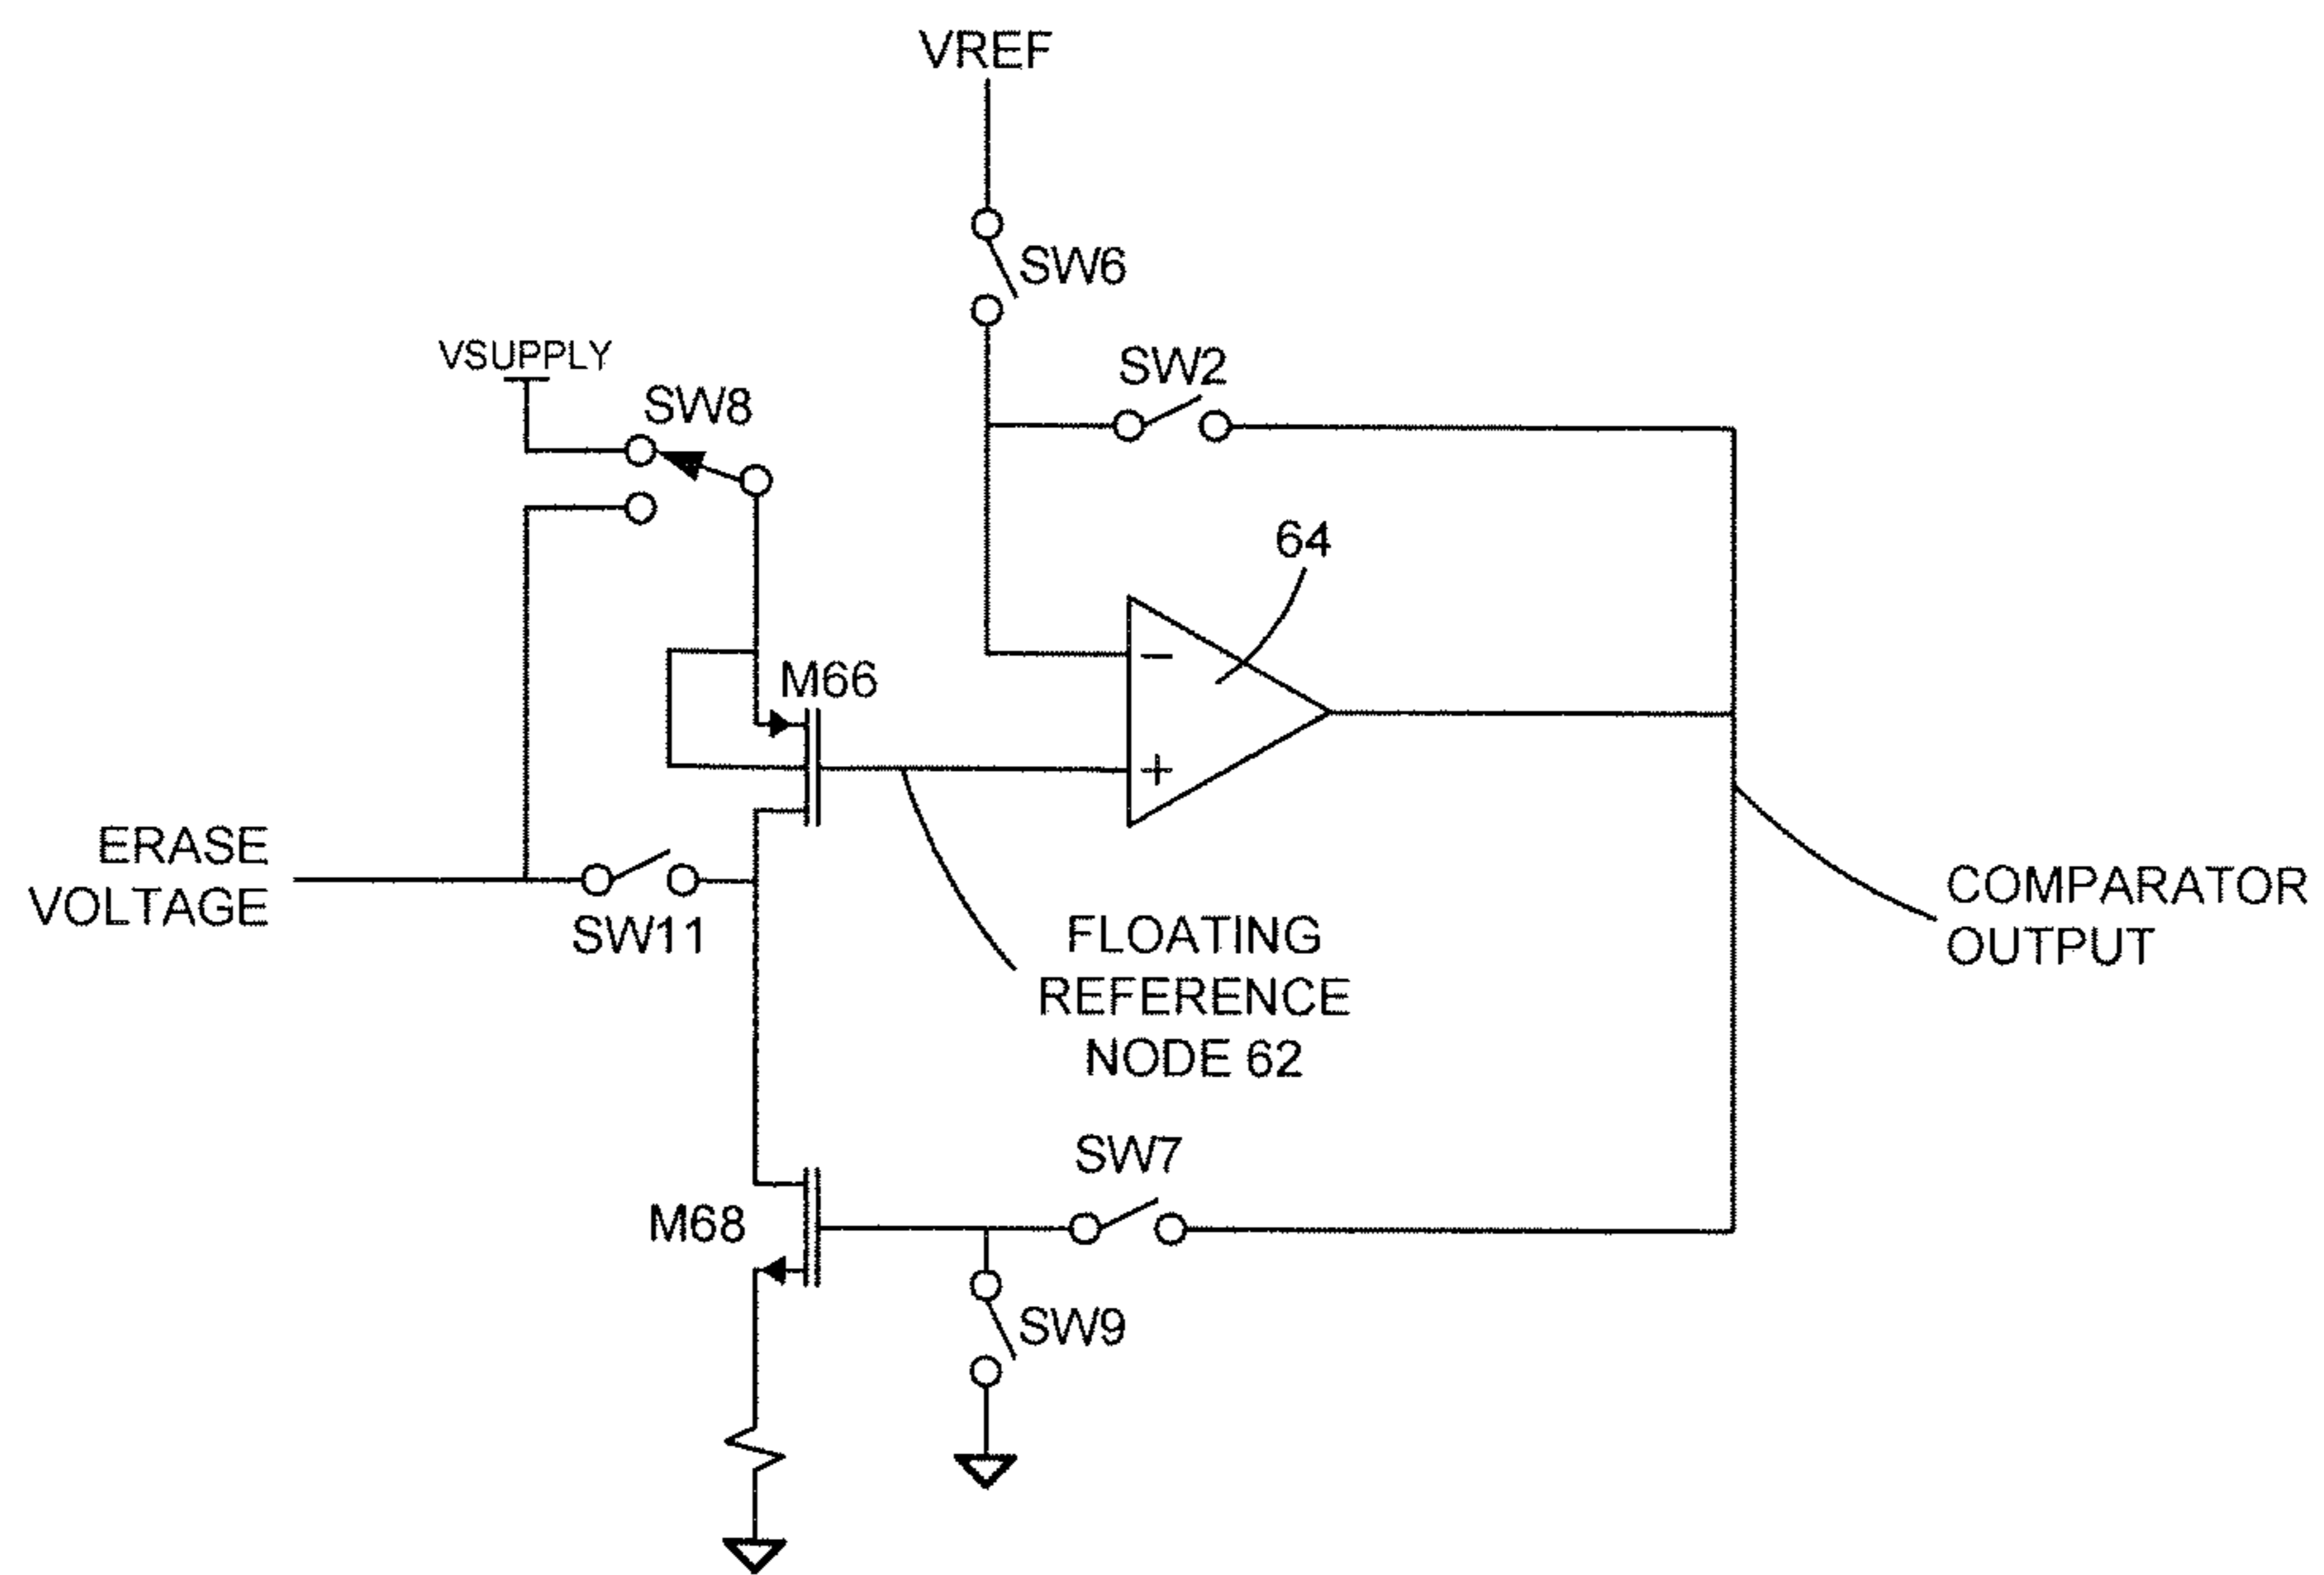 VREF
SW6
VSUPPLY
SW8
SW2
64
M66
−
+
ERASE
VOLTAGE
SW11
FLOATING
REFERENCE
NODE 62
COMPARATOR
OUTPUT
SW7
M68
SW9